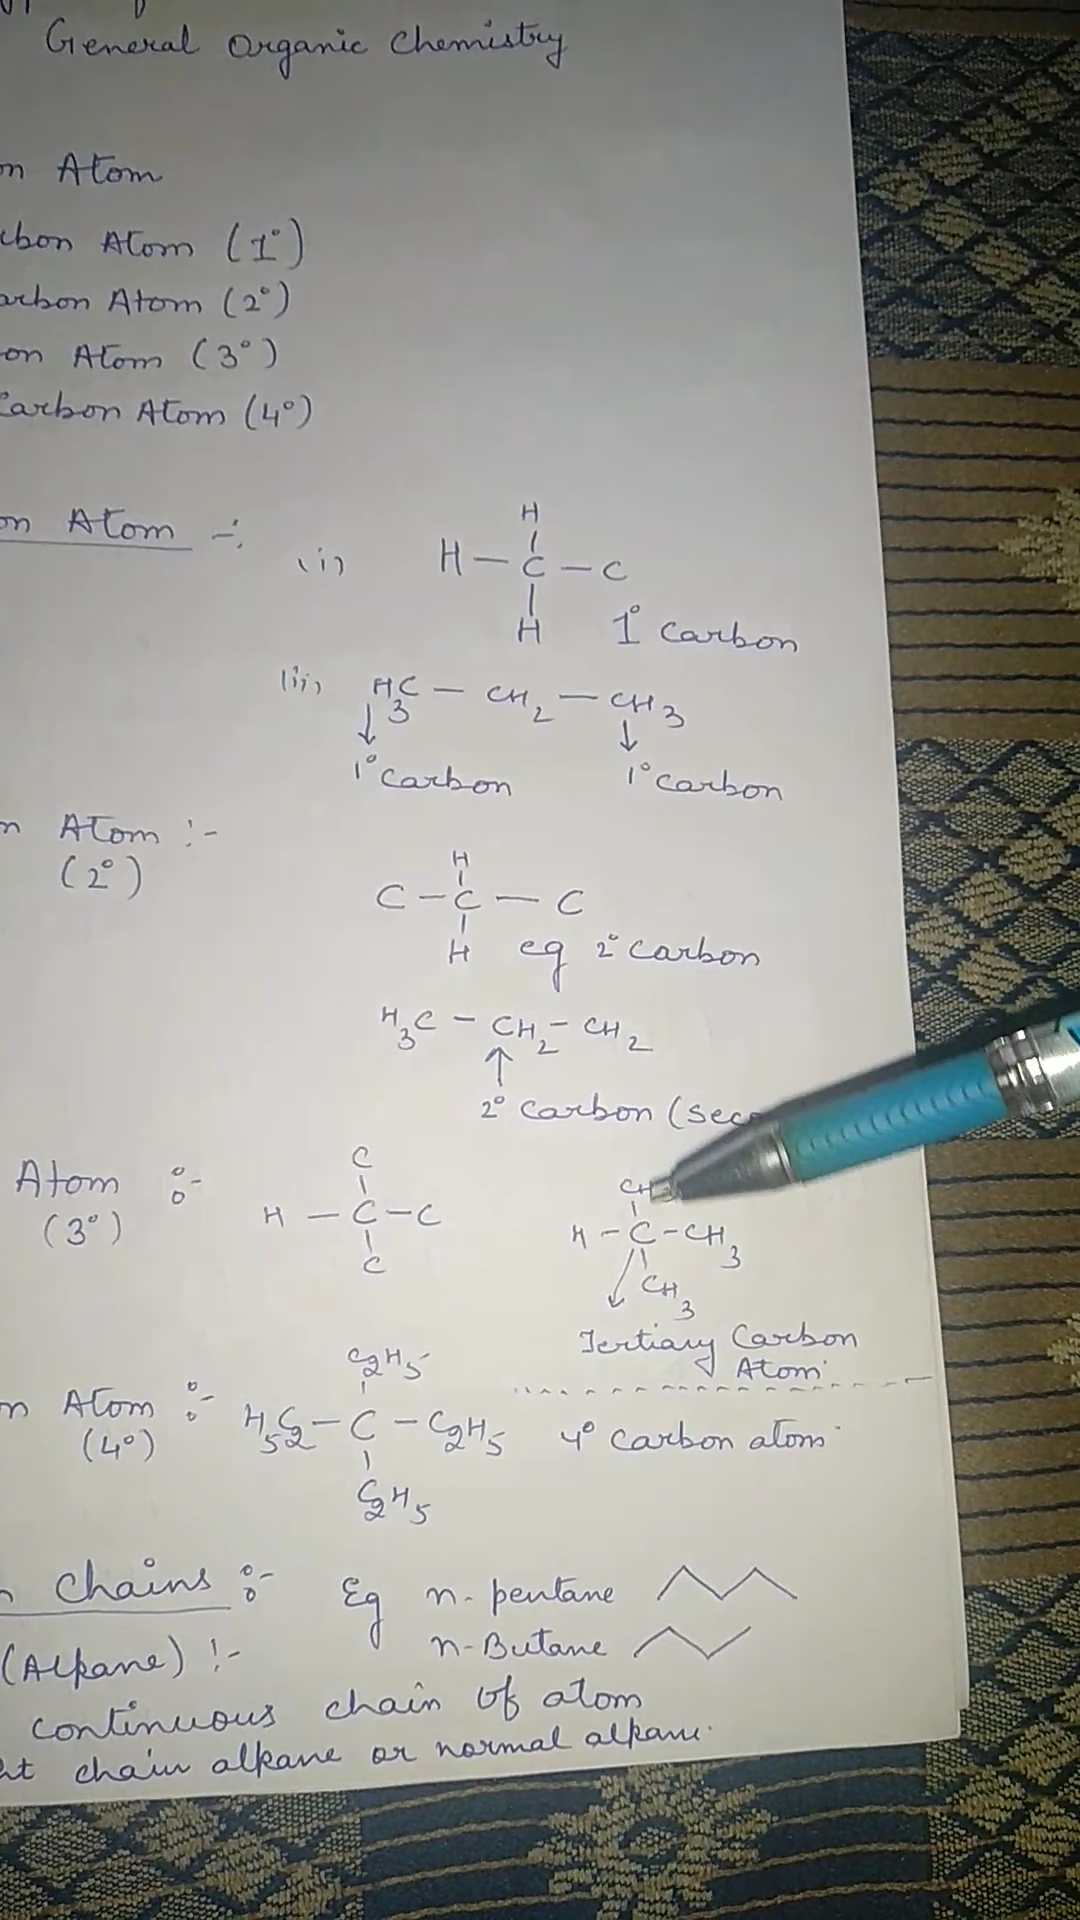 General Organic Chemistry
Atom
Atom (1°)
Atom (2°)
Atom (3°)
Carbon Atom (4°)
Atom -:
(i)
H
H - C - C
H 1° Carbon
(ii) H3C - CH2 - CH3
1° Carbon 1° Carbon
Atom :-
(2°)
H
C - C - C
H eg 2° Carbon
H3C - CH2 - CH2
2° Carbon (Seco
Atom :-
(3°)
C
H - C - C
C
CH
H - C - CH3
CH3
Tertiary Carbon
Atom
Atom :-
(4°)
C2H5
H5C2 - C - C2H5 4° Carbon atom
C2H5
Chains :- Eg n-pentane
(Alkane) :- n-Butane
continuous chain of atom
chain alkane or normal alkane.